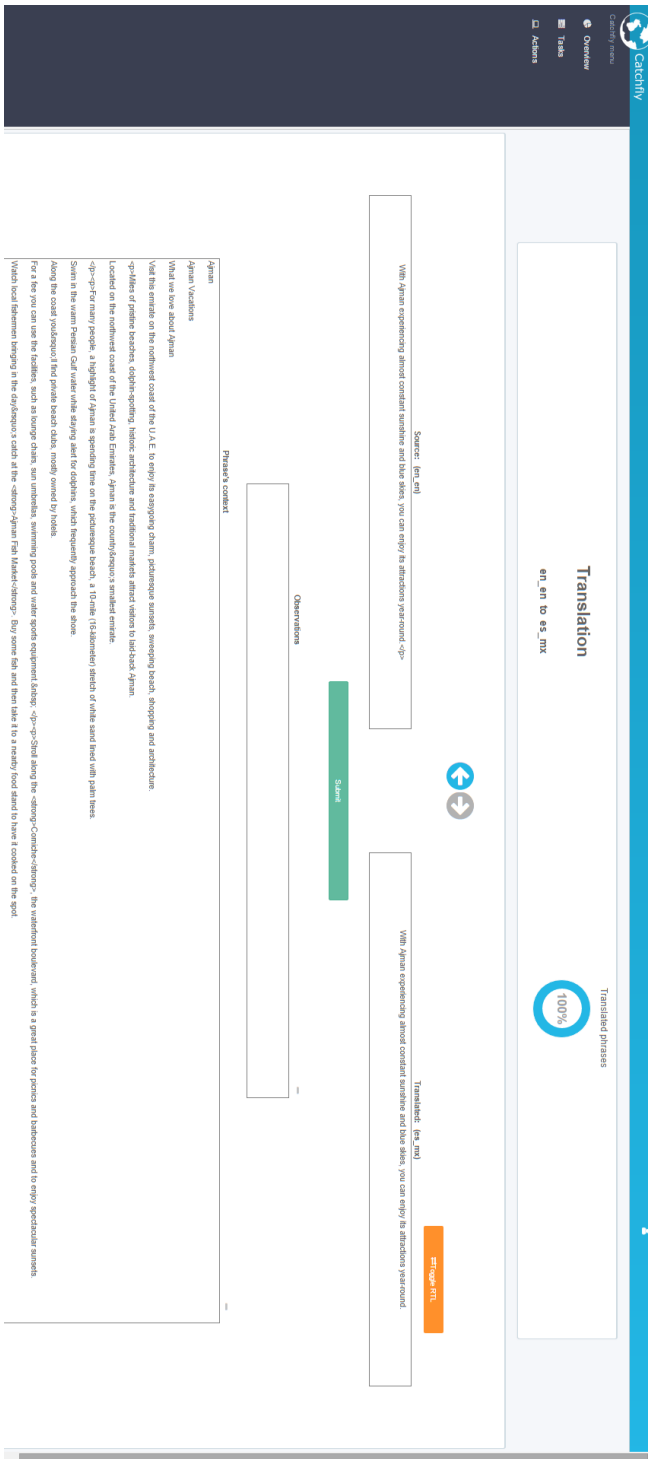 Catchfly
Catchfly menu
Overview
Tasks
Actions
Translation
en_en to es_mx
Translated phrases
100%
Toggle RTL
Source: (en_en)
With Ajman experiencing almost constant sunshine and blue skies, you can enjoy its attractions year-round.</p>
Translated: (es_mx)
With Ajman experiencing almost constant sunshine and blue skies, you can enjoy its attractions year-round.
Submit
Observations
Phrase's context
Ajman
Ajman Vacations
What we love about Ajman
Visit this emirate on the northwest coast of the U.A.E. to enjoy its easygoing charm, picturesque sunsets, sweeping beach, shopping and architecture.
<p>Miles of pristine beaches, dolphin-spotting, historic architecture and traditional markets attract visitors to laid-back Ajman.
Located on the northwest coast of the United Arab Emirates, Ajman is the country&rsquo;s smallest emirate.
</p><p>For many people, a highlight of Ajman is spending time on the picturesque beach, a 10-mile (16-kilometer) stretch of white sand lined with palm trees.
Swim in the warm Persian Gulf water while staying alert for dolphins, which frequently approach the shore.
Along the coast you&rsquo;ll find private beach clubs, mostly owned by hotels.
For a fee you can use the facilities, such as lounge chairs, sun umbrellas, swimming pools and water sports equipment.&nbsp; </p><p>Stroll along the <strong>Corniche</strong>, the waterfront boulevard, which is a great place for picnics and barbecues and to enjoy spectacular sunsets.
Watch local fishermen bringing in the day&rsquo;s catch at the <strong>Ajman Fish Market</strong>. Buy some fish and then take it to a nearby food stand to have it cooked on the spot.